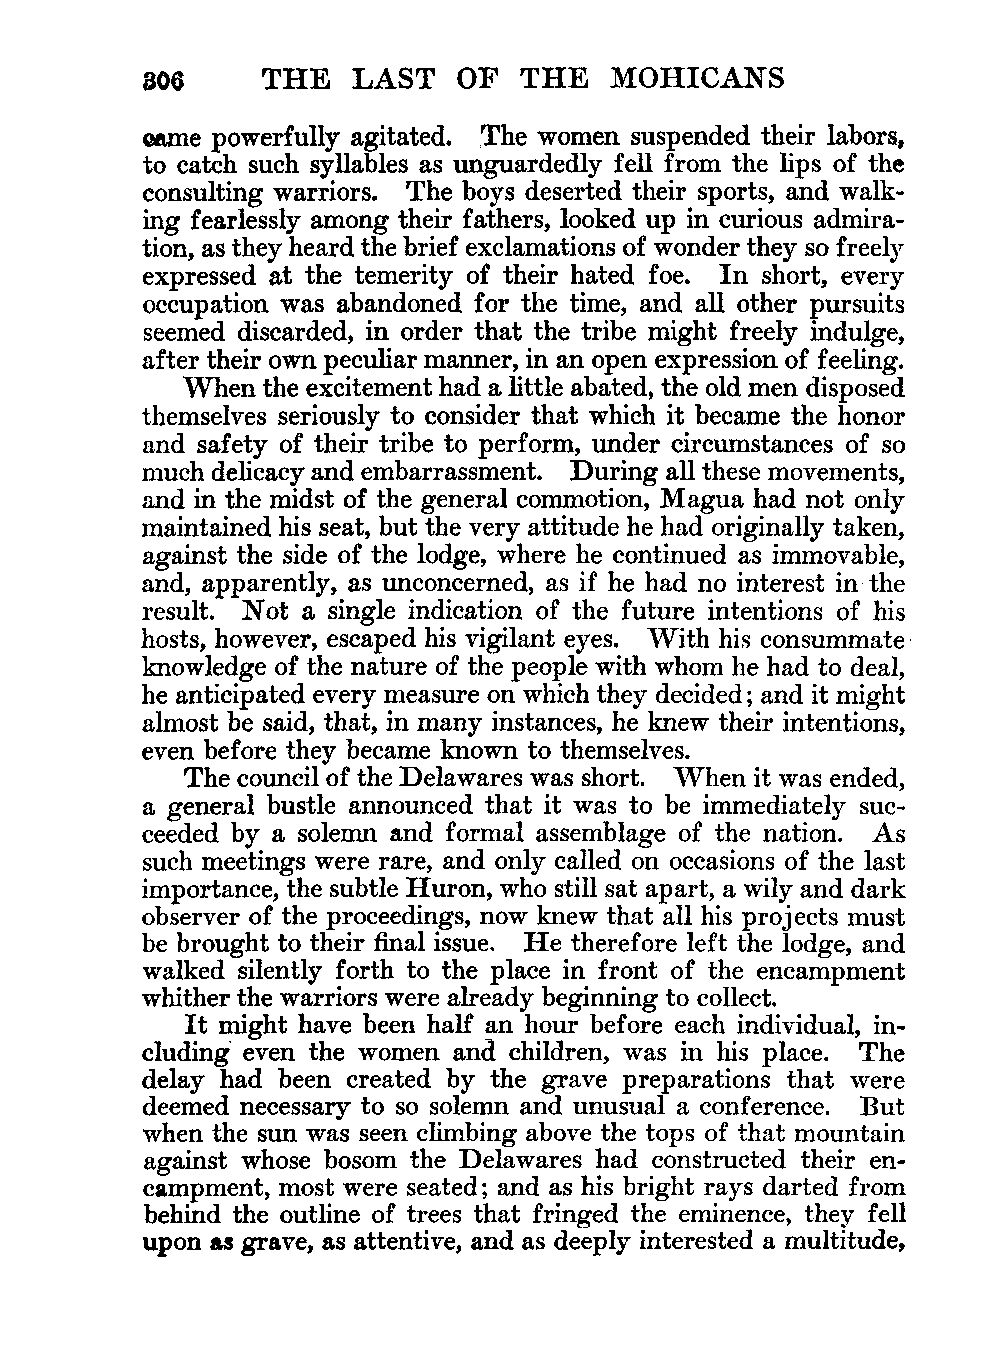 306 THE LAST OF THE MOHICANS
came powerfully agitated. The women suspended their labors,
to catch such syllables as unguardedly fell from the lips of the
consulting warriors. The boys deserted their sports, and walk-
ing fearlessly among their fathers, looked up in curious admira-
tion, as they heard the brief exclamations of wonder they so freely
expressed at the temerity of their hated foe. In short, every
occupation was abandoned for the time, and all other pursuits
seemed discarded, in order that the tribe might freely indulge,
after their own peculiar manner, in an open expression of feeling.
When the excitement had a little abated, the old men disposed
themselves seriously to consider that which it became the honor
and safety of their tribe to perform, under circumstances of so
much delicacy and embarrassment. During all these movements,
and in the midst of the general commotion, Magua had not only
maintained his seat, but the very attitude he had originally taken,
against the side of the lodge, where he continued as immovable,
and, apparently, as unconcerned, as if he had no interest in the
result. Not a single indication of the future intentions of his
hosts, however, escaped his vigilant eyes. With his consummate
knowledge of the nature of the people with whom he had to deal,
he anticipated every measure on which they decided; and it might
almost be said, that, in many instances, he knew their intentions,
even before they became known to themselves.
The council of the Delawares was short. When it was ended,
a general bustle announced that it was to be immediately suc-
ceeded by a solemn and formal assemblage of the nation. As
such meetings were rare, and only called on occasions of the last
importance, the subtle Huron, who still sat apart, a wily and dark
observer of the proceedings, now knew that all his projects must
be brought to their final issue. He therefore left the lodge, and
walked silently forth to the place in front of the encampment
whither the warriors were already beginning to collect.
It might have been half an hour before each individual, in-
cluding even the women and children, was in his place. The
delay had been created by the grave preparations that were
deemed necessary to so solemn and unusual a conference. But
when the sun was seen climbing above the tops of that mountain
against whose bosom the Delawares had constructed their en-
campment, most were seated; and as his bright rays darted from
behind the outline of trees that fringed the eminence, they fell
upon as grave, as attentive, and as deeply interested a multitude,